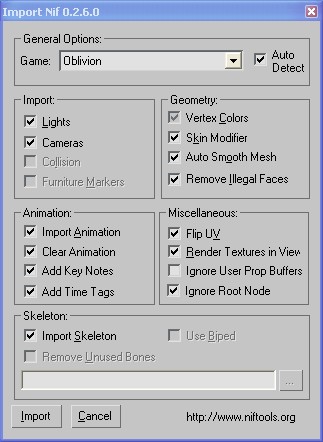 Import Nif 0.2.6.0
General Options:
Game: Oblivion
Auto Detect
Import:
Lights
Cameras
Collision
Furniture Markers
Geometry:
Vertex Colors
Skin Modifier
Auto Smooth Mesh
Remove Illegal Faces
Animation:
Import Animation
Clear Animation
Add Key Notes
Add Time Tags
Miscellaneous:
Flip UV
Render Textures in View
Ignore User Prop Buffers
Ignore Root Node
Skeleton:
Import Skeleton
Use Biped
Remove Unused Bones
...
Import
Cancel
http://www.niftools.org